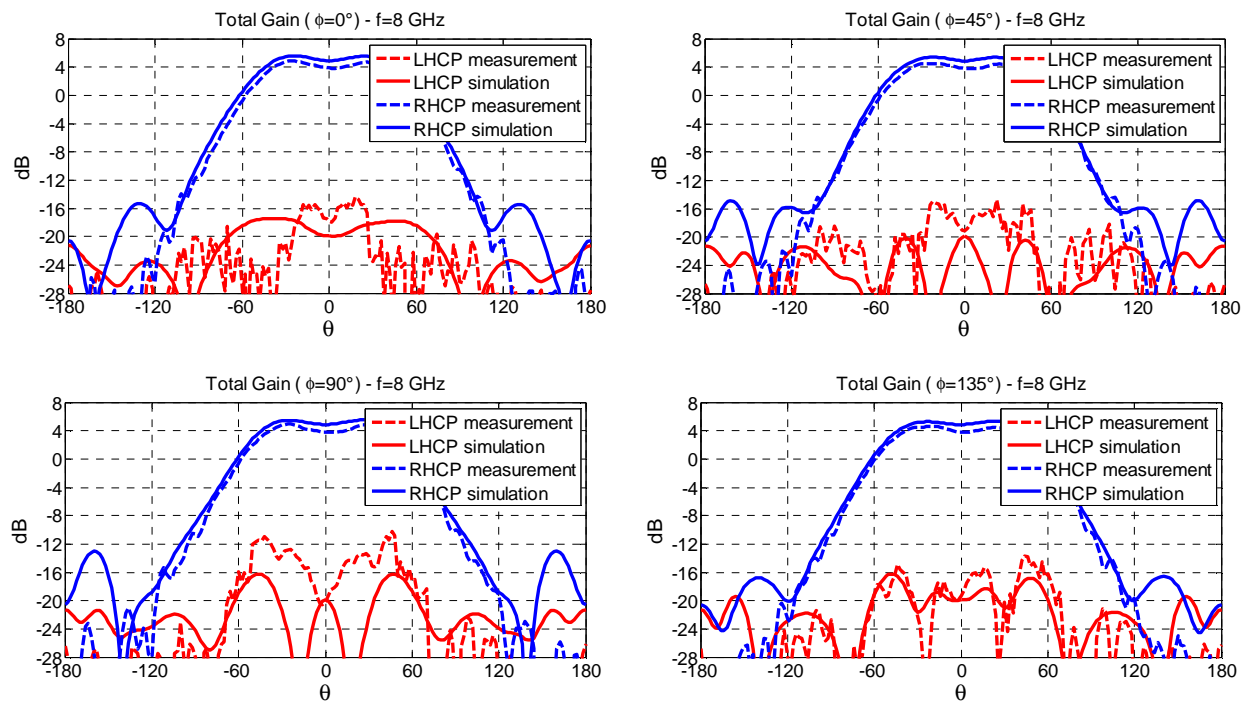 Total Gain ( ϕ=0°) - f=8 GHz
8
4
0
-4
-8
-12
-16
-20
-24
-28
dB
-180
-120
-60
0
60
120
180
θ
LHCP measurement
LHCP simulation
RHCP measurement
RHCP simulation
Total Gain ( ϕ=45°) - f=8 GHz
8
4
0
-4
-8
-12
-16
-20
-24
-28
dB
-180
-120
-60
0
60
120
180
θ
LHCP measurement
LHCP simulation
RHCP measurement
RHCP simulation
Total Gain ( ϕ=90°) - f=8 GHz
8
4
0
-4
-8
-12
-16
-20
-24
-28
dB
-180
-120
-60
0
60
120
180
θ
LHCP measurement
LHCP simulation
RHCP measurement
RHCP simulation
Total Gain ( ϕ=135°) - f=8 GHz
8
4
0
-4
-8
-12
-16
-20
-24
-28
dB
-180
-120
-60
0
60
120
180
θ
LHCP measurement
LHCP simulation
RHCP measurement
RHCP simulation